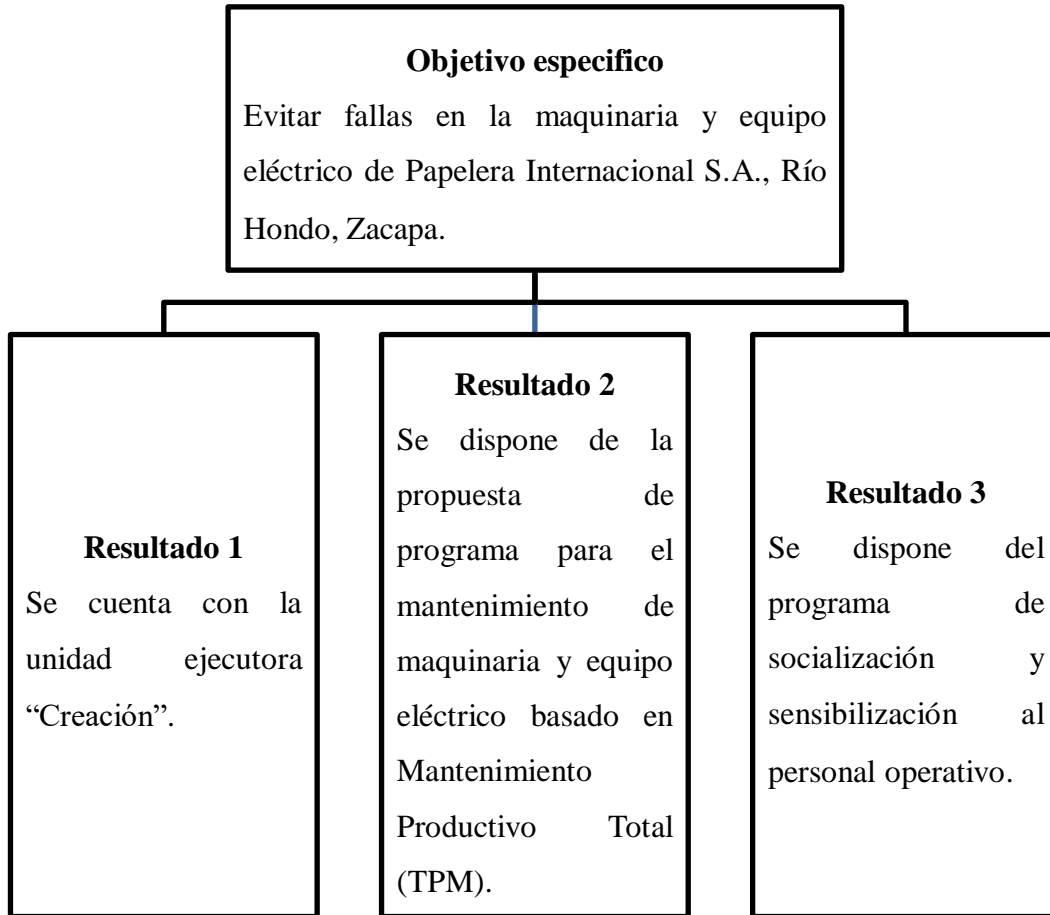 Objetivo especifico
Evitar fallas en la maquinaria y equipo
eléctrico de Papelera Internacional S.A., Río
Hondo, Zacapa.
Resultado 1
Se cuenta con la
unidad ejecutora
“Creación”.
Resultado 2
Se dispone de la
propuesta de
programa para el
mantenimiento de
maquinaria y equipo
eléctrico basado en
Mantenimiento
Productivo Total
(TPM).
Resultado 3
Se dispone del
programa de
socialización y
sensibilización al
personal operativo.